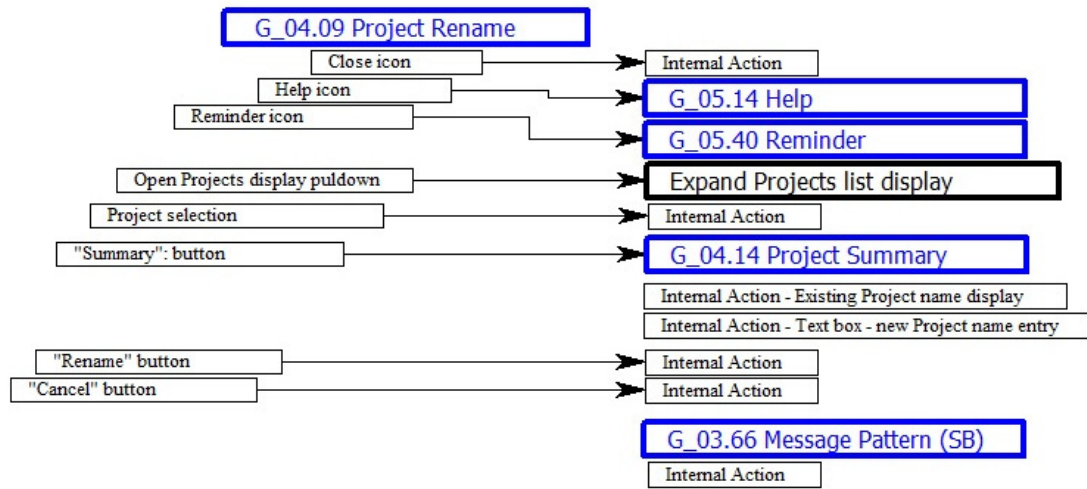 G_04.09 Project Rename
Close icon
Internal Action
Help icon
G_05.14 Help
Reminder icon
G_05.40 Reminder
Open Projects display puldown
Expand Projects list display
Project selection
Internal Action
"Summary": button
G_04.14 Project Summary
Internal Action - Existing Project name display
Internal Action - Text box - new Project name entry
"Rename" button
Internal Action
"Cancel" button
Internal Action
G_03.66 Message Pattern (SB)
Internal Action